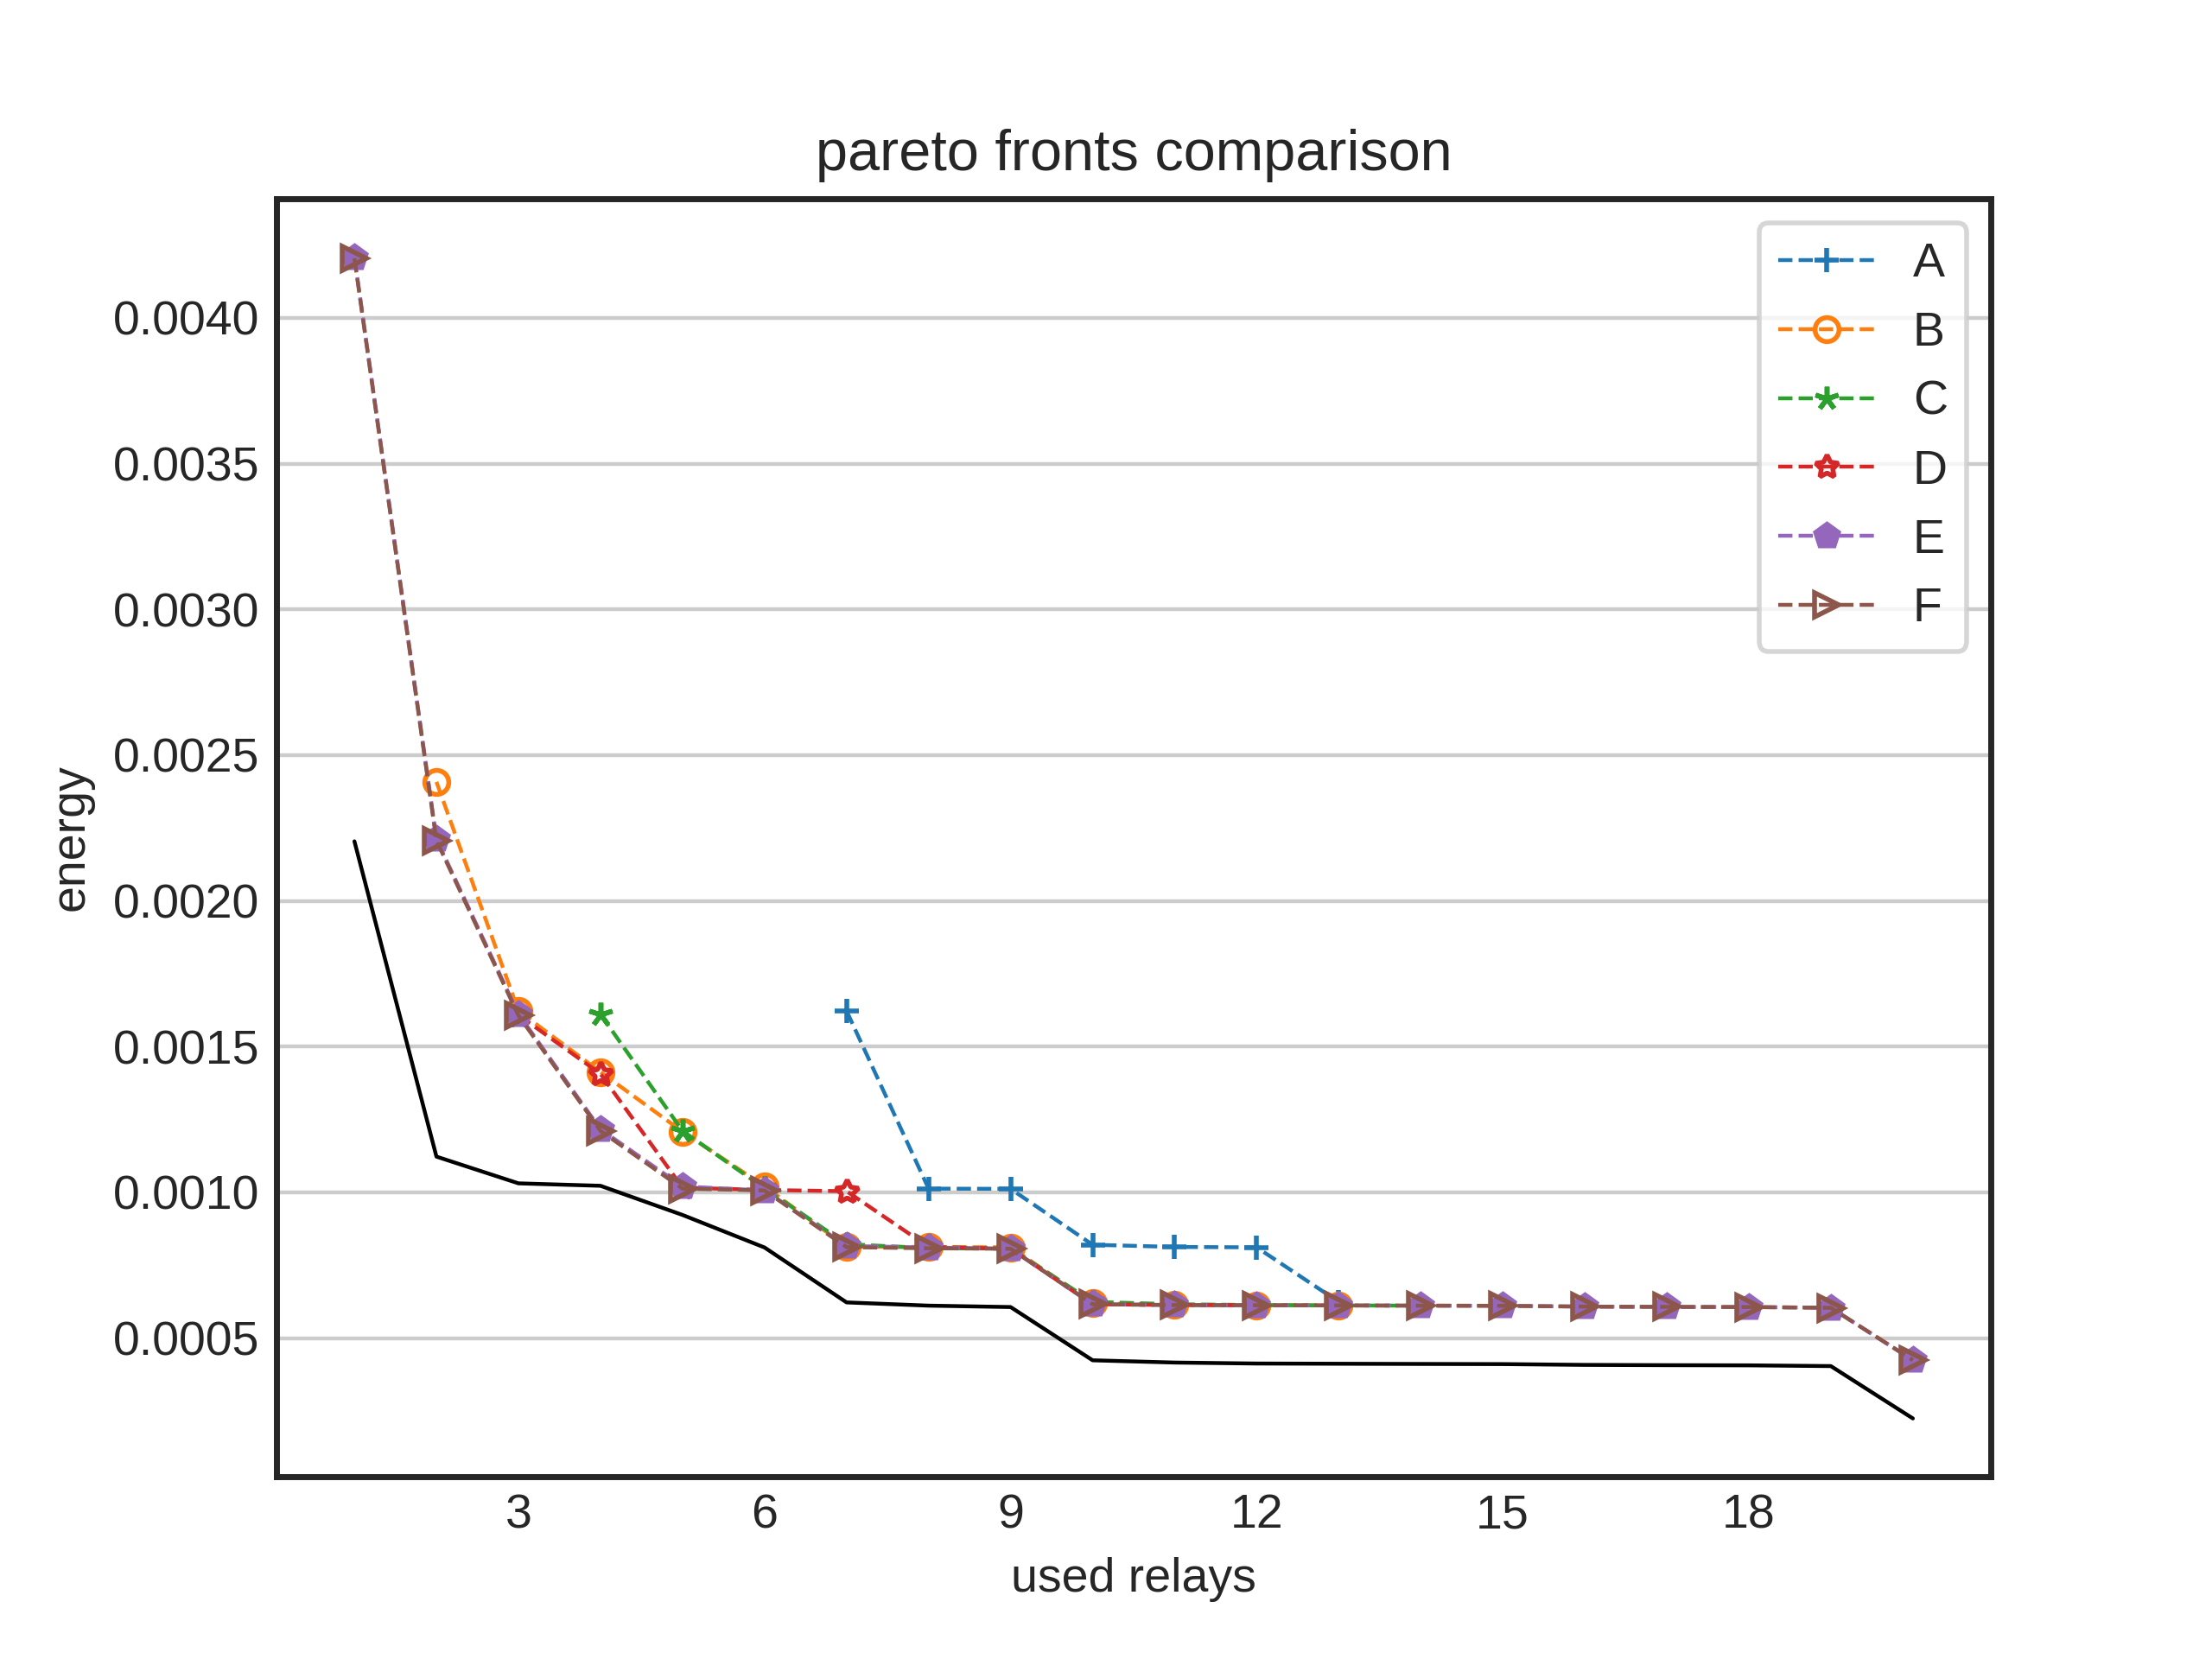 pareto fronts comparison
A
B
C
D
E
F
0.0040
0.0035
0.0030
0.0025
0.0020
0.0015
0.0010
0.0005
energy
3 6 9 12 15 18
used relays